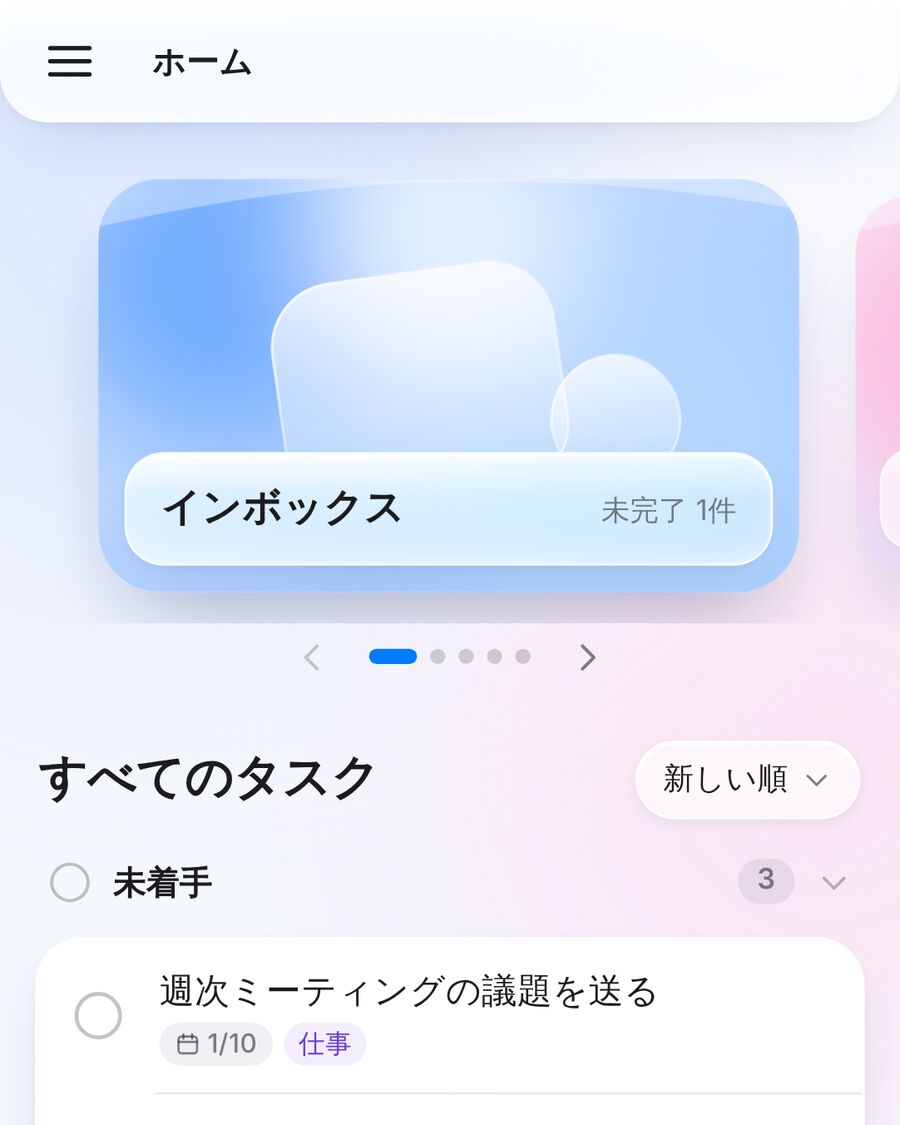 ホーム
インボックス
未完了 1件
すべてのタスク
新しい順
未着手
3
週次ミーティングの議題を送る
1/10
仕事